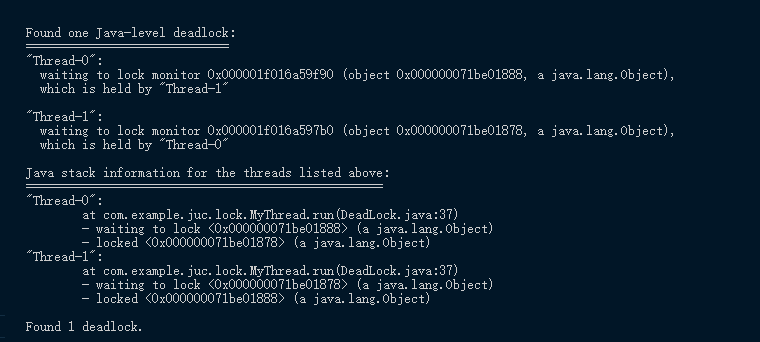 Found one Java-level deadlock:
=============================
"Thread-0":
  waiting to lock monitor 0x000001f016a59f90 (object 0x000000071be01888, a java.lang.Object),
  which is held by "Thread-1"
"Thread-1":
  waiting to lock monitor 0x000001f016a597b0 (object 0x000000071be01878, a java.lang.Object),
  which is held by "Thread-0"
Java stack information for the threads listed above:
===================================================
"Thread-0":
        at com.example.juc.lock.MyThread.run(DeadLock.java:37)
        - waiting to lock <0x000000071be01888> (a java.lang.Object)
        - locked <0x000000071be01878> (a java.lang.Object)
"Thread-1":
        at com.example.juc.lock.MyThread.run(DeadLock.java:37)
        - waiting to lock <0x000000071be01878> (a java.lang.Object)
        - locked <0x000000071be01888> (a java.lang.Object)
Found 1 deadlock.